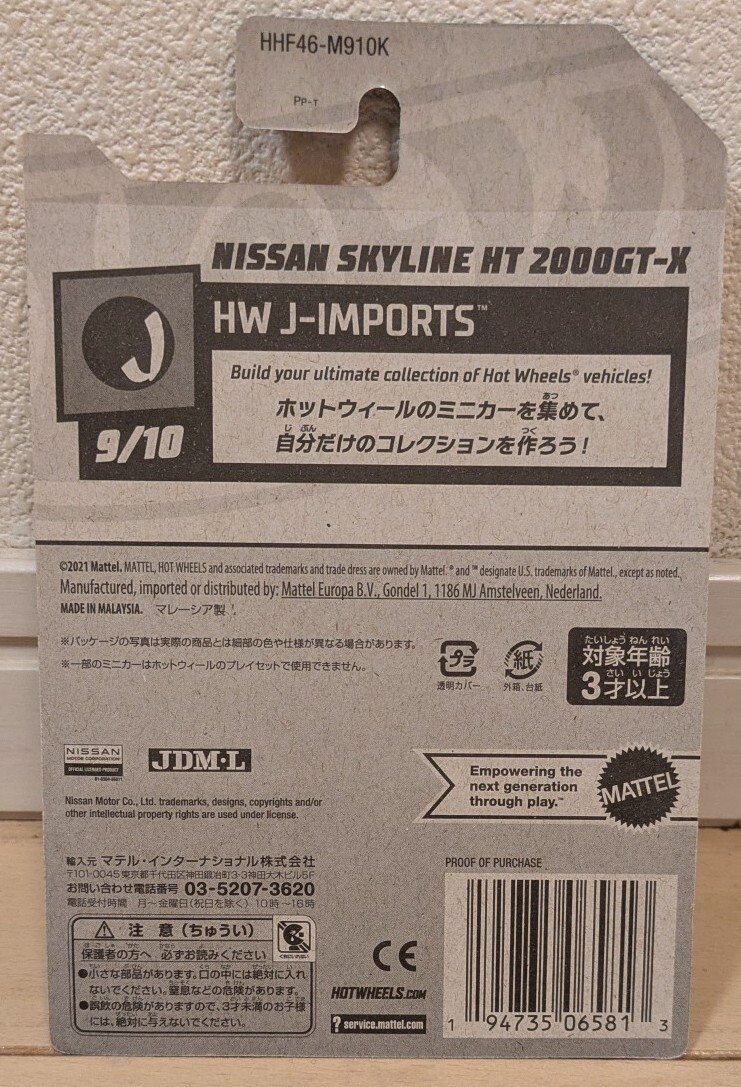 HHF46-M910K
PP-T
NISSAN SKYLINE HT 2000GT-X
HW J-IMPORTS™
J
9/10
Build your ultimate collection of Hot Wheels® vehicles!
ホットウィールのミニカーを集めて、
自分だけのコレクションを作ろう!
©2021 Mattel. MATTEL, HOT WHEELS and associated trademarks and trade dress are owned by Mattel. ® and ™ designate U.S. trademarks of Mattel., except as noted.
Manufactured, imported or distributed by: Mattel Europa B.V., Gondel 1, 1186 MJ Amstelveen, Nederland.
MADE IN MALAYSIA. マレーシア製
※パッケージの写真は実際の商品とは細部の色や仕様が異なる場合があります。
※一部のミニカーはホットウィールのプレイセットで使用できません。
プラ
透明カバー
紙
外箱、台紙
たいしょう ねん れい
対象年齢
さい い じょう
3才以上
NISSAN
MOTOR CORPORATION
OFFICIAL LICENSED PRODUCT
JDM·L
Nissan Motor Co., Ltd. trademarks, designs, copyrights and/or
other intellectual property rights are used under license.
Empowering the
next generation
through play.™
MATTEL
輸入元 マテル・インターナショナル株式会社
〒101-0045 東京都千代田区神田鍛冶町3-3神田大木ビル5F
お問い合わせ電話番号 03-5207-3620
電話受付時間 月~金曜日(祝日を除く) 10時~16時
注意(ちゅうい)
保護者の方へ 必ずお読みください
●小さな部品があります。口の中には絶対に入れ
ないでください。窒息などの危険があります。
●誤飲の危険がありますので、3才未満のお子様
には、絶対に与えないでください。
CE
HOTWHEELS.COM
? service.mattel.com
PROOF OF PURCHASE
1 94735 06581 3